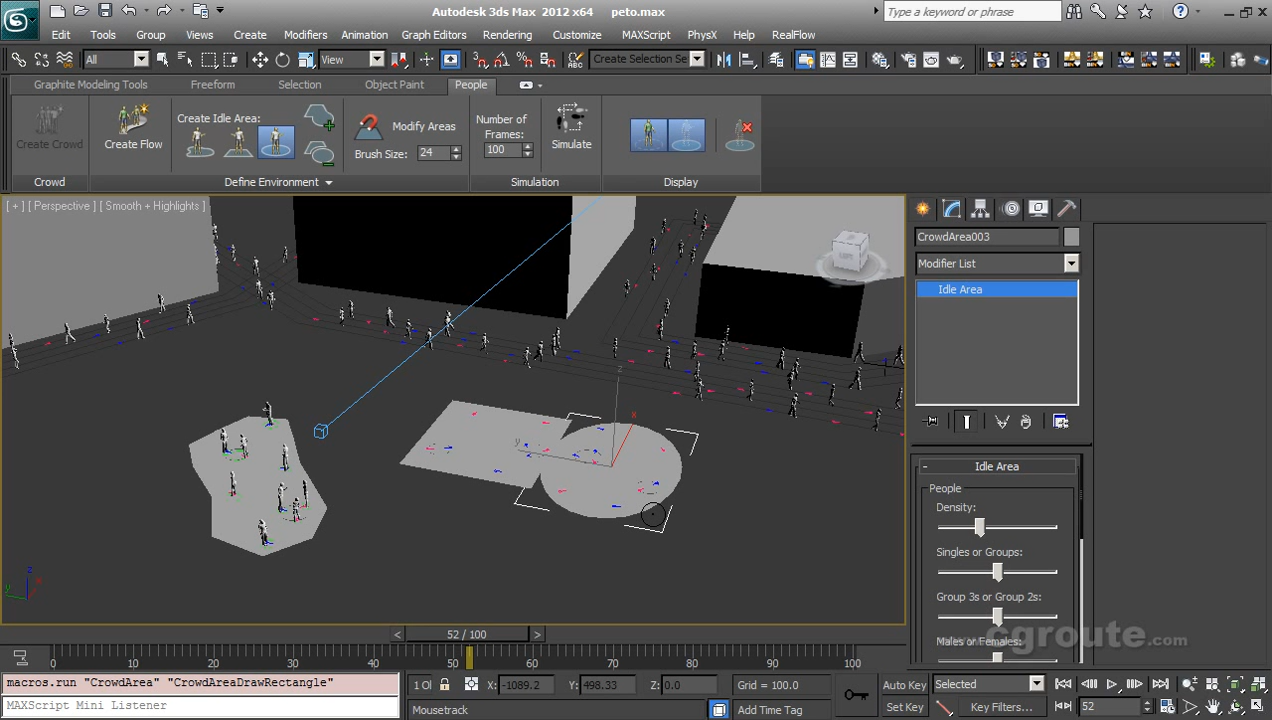 Autodesk 3ds Max 2012 x64 peto.max
Type a keyword or phrase
Edit Tools Group Views Create Modifiers Animation Graph Editors Rendering Customize MAXScript PhysX Help RealFlow
All View Create Selection Se
Graphite Modeling Tools Freeform Selection Object Paint People
Create Crowd
Create Flow
Create Idle Area:
Modify Areas
Brush Size: 24
Number of
Frames:
100
Simulate
Crowd Define Environment Simulation Display
[ + ] [ Perspective ] [ Smooth + Highlights ]
z
x
y
z
x
y
CrowdArea003
Modifier List
Idle Area
- Idle Area
People
Density:
Singles or Groups:
Group 3s or Group 2s:
Males or Females:
www.cgroute.com
< 52 / 100 >
0 10 20 30 40 50 60 70 80 90 100
macros.run "CrowdArea" "CrowdAreaDrawRectangle"
MAXScript Mini Listener
1 Ol X: -1089.2 Y: 498.33 Z: 0.0 Grid = 100.0
Mousetrack Add Time Tag
Auto Key Selected
Set Key Key Filters... 52